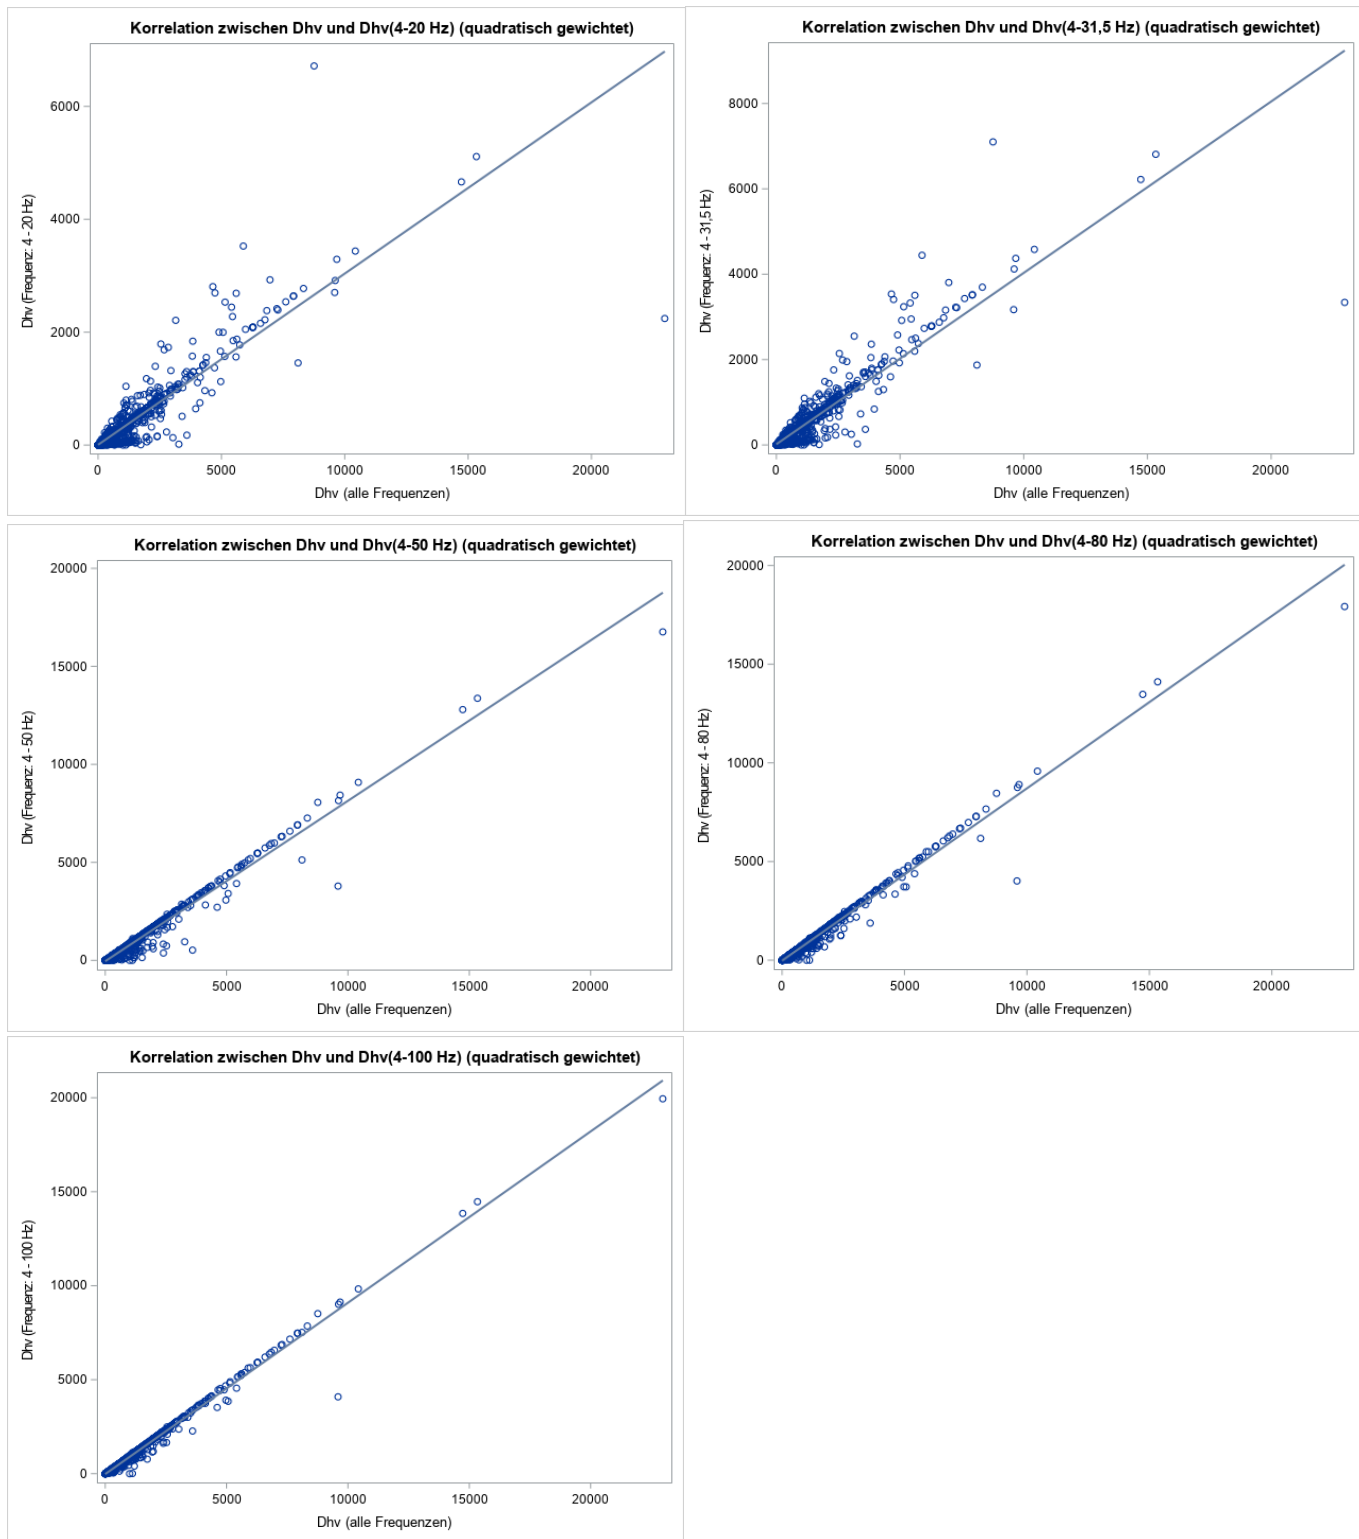 Korrelation zwischen Dhv und Dhv(4-20 Hz) (quadratisch gewichtet)
6000
4000
2000
0
Dhv (Frequenz: 4 - 20 Hz)
0 5000 10000 15000 20000
Dhv (alle Frequenzen)
Korrelation zwischen Dhv und Dhv(4-31,5 Hz) (quadratisch gewichtet)
8000
6000
4000
2000
0
Dhv (Frequenz: 4 - 31,5 Hz)
0 5000 10000 15000 20000
Dhv (alle Frequenzen)
Korrelation zwischen Dhv und Dhv(4-50 Hz) (quadratisch gewichtet)
20000
15000
10000
5000
0
Dhv (Frequenz: 4 - 50 Hz)
0 5000 10000 15000 20000
Dhv (alle Frequenzen)
Korrelation zwischen Dhv und Dhv(4-80 Hz) (quadratisch gewichtet)
20000
15000
10000
5000
0
Dhv (Frequenz: 4 - 80 Hz)
0 5000 10000 15000 20000
Dhv (alle Frequenzen)
Korrelation zwischen Dhv und Dhv(4-100 Hz) (quadratisch gewichtet)
20000
15000
10000
5000
0
Dhv (Frequenz: 4 - 100 Hz)
0 5000 10000 15000 20000
Dhv (alle Frequenzen)